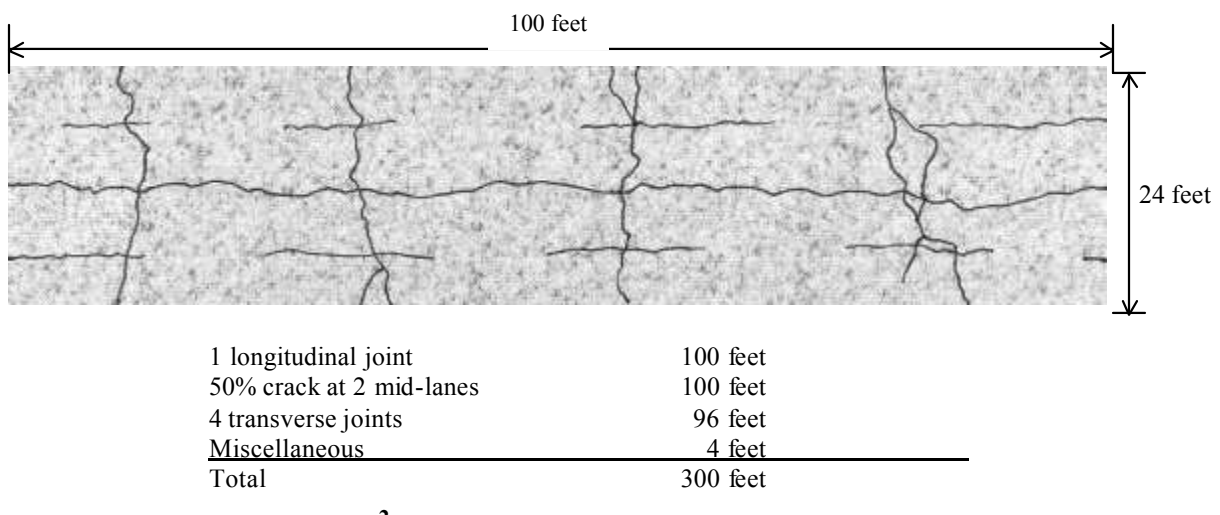 100 feet
24 feet
1 longitudinal joint 100 feet
50% crack at 2 mid-lanes 100 feet
4 transverse joints 96 feet
Miscellaneous 4 feet
Total 300 feet
2